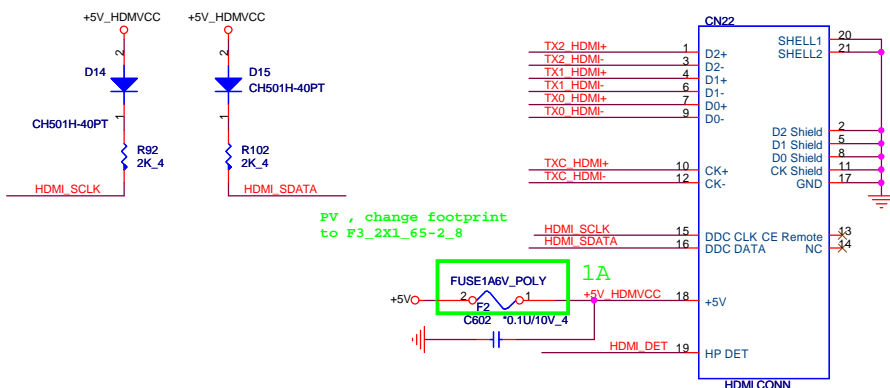 +5V_HDMVCC
+5V_HDMVCC
2
2
D14
D15
CH501H-40PT
CH501H-40PT
1
1
R92
2K_4
R102
2K_4
HDMI_SCLK
HDMI_SDATA
PV , change footprint
to F3_2X1_65-2_8
FUSE1A6V_POLY
1A
+5V
2
F2
1
+5V_HDMVCC
C602
*0.1U/10V_4
CN22
TX2_HDMI+ 1 D2+
TX2_HDMI- 3 D2-
TX1_HDMI+ 4 D1+
TX1_HDMI- 6 D1-
TX0_HDMI+ 7 D0+
TX0_HDMI- 9 D0-
TXC_HDMI+ 10 CK+
TXC_HDMI- 12 CK-
HDMI_SCLK 15 DDC CLK
HDMI_SDATA 16 DDC DATA
18 +5V
HDMI_DET 19 HP DET
SHELL1 20
SHELL2 21
D2 Shield 2
D1 Shield 5
D0 Shield 8
CK Shield 11
GND 17
CE Remote 13
NC 14
HDMI CONN